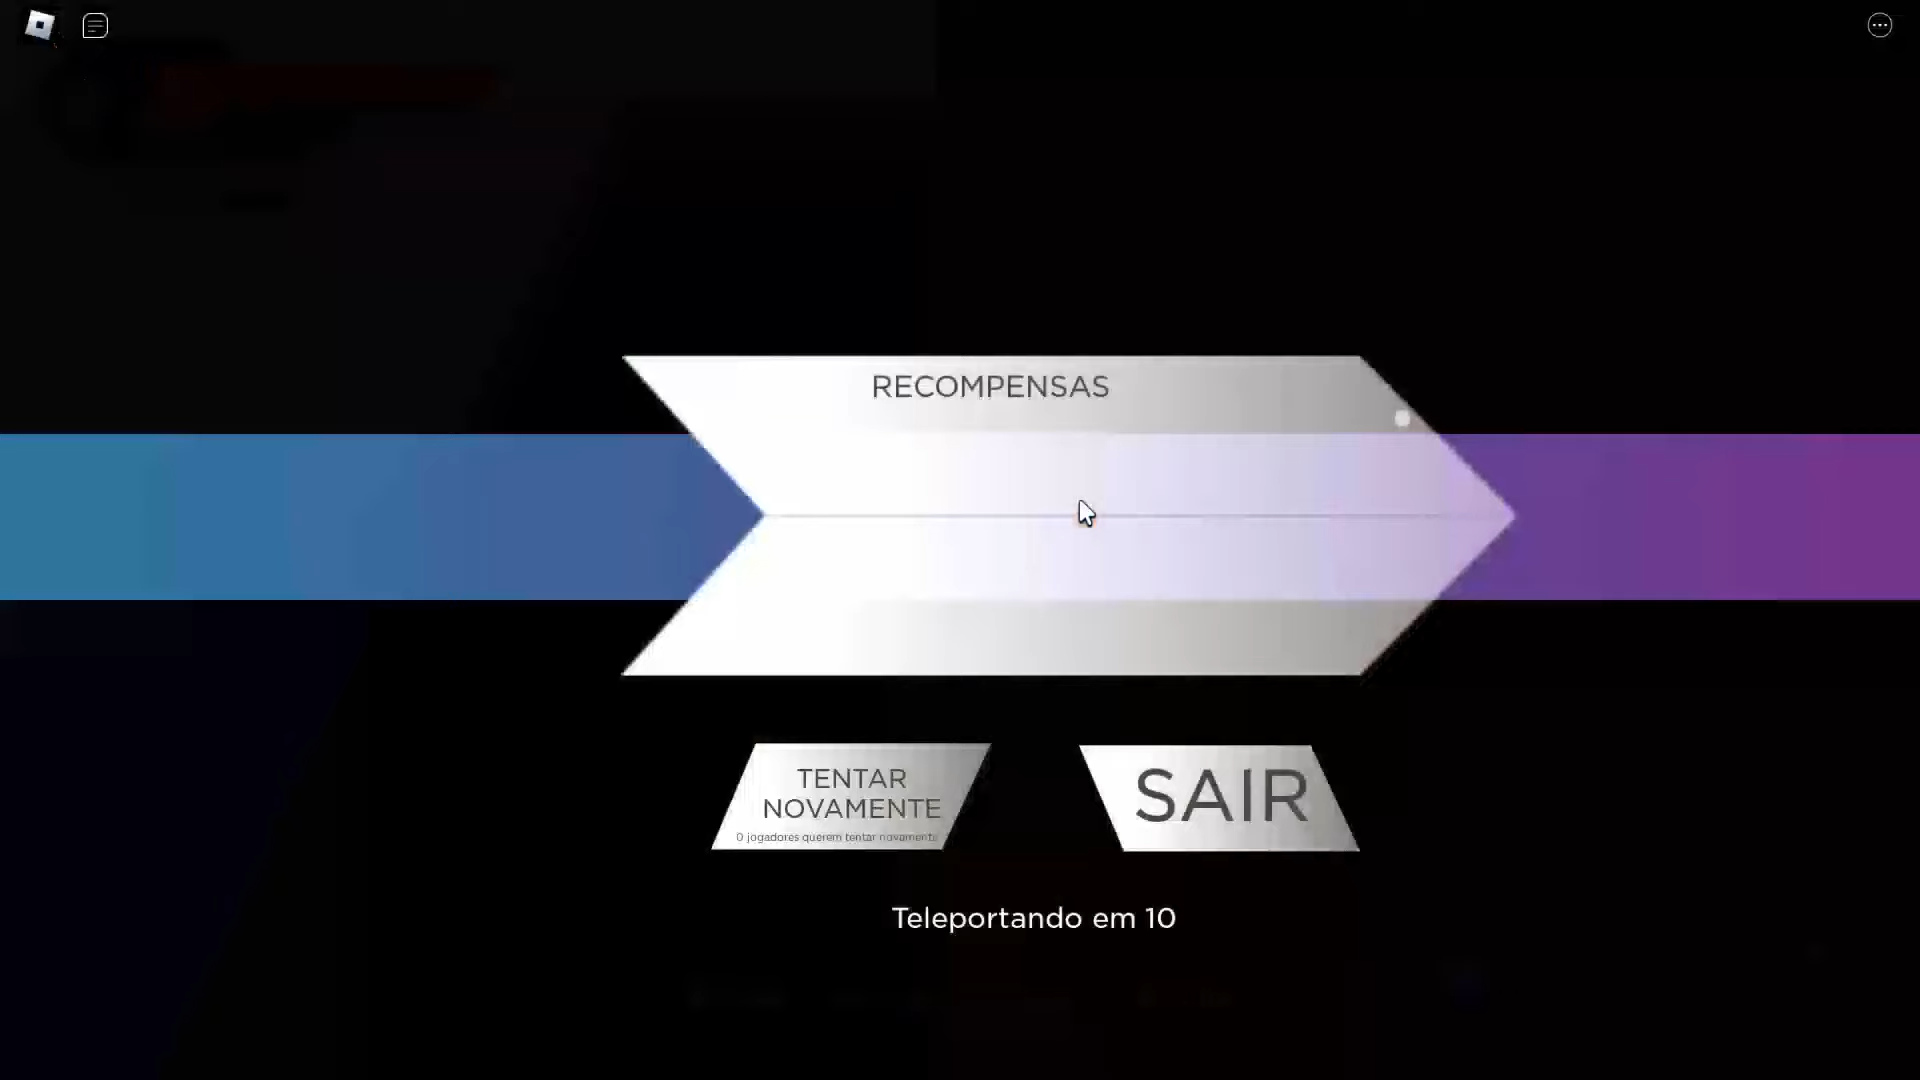 RECOMPENSAS
TENTAR
NOVAMENTE
0 jogadores querem tentar novamente
SAIR
Teleportando em 10